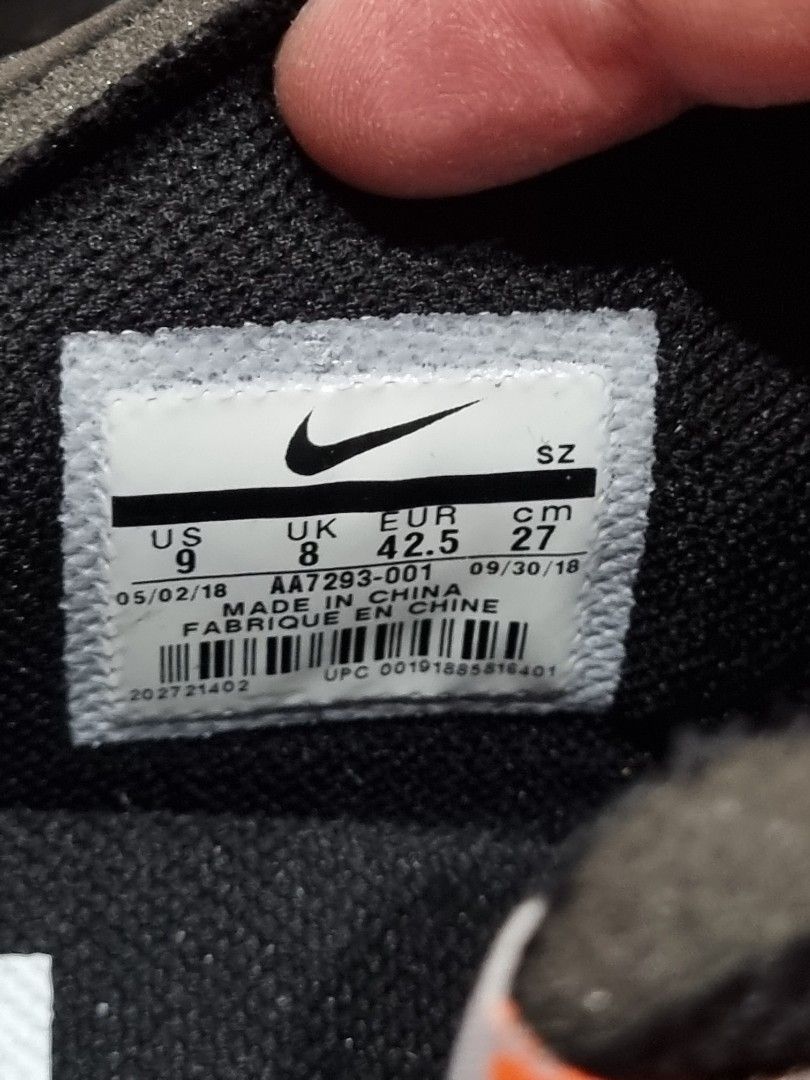 SZ
US UK EUR cm
9 8 42.5 27
05/02/18 AA7293-001 09/30/18
MADE IN CHINA
FABRIQUE EN CHINE
202721402 UPC 00191885816401